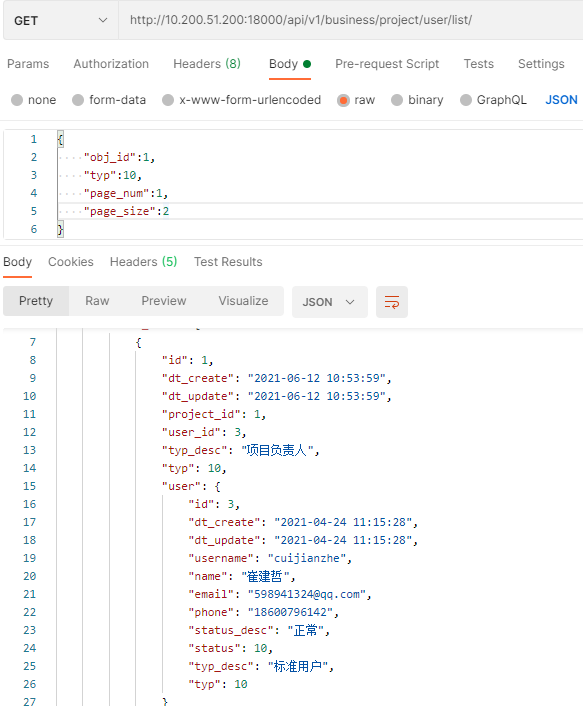 GET http://10.200.51.200:18000/api/v1/business/project/user/list/
Params Authorization Headers (8) Body Pre-request Script Tests Settings
none form-data x-www-form-urlencoded raw binary GraphQL JSON
1 {
2 "obj_id":1,
3 "typ":10,
4 "page_num":1,
5 "page_size":2
6 }
Body Cookies Headers (5) Test Results
Pretty Raw Preview Visualize JSON
7 {
8 "id": 1,
9 "dt_create": "2021-06-12 10:53:59",
10 "dt_update": "2021-06-12 10:53:59",
11 "project_id": 1,
12 "user_id": 3,
13 "typ_desc": "项目负责人",
14 "typ": 10,
15 "user": {
16 "id": 3,
17 "dt_create": "2021-04-24 11:15:28",
18 "dt_update": "2021-04-24 11:15:28",
19 "username": "cuijianzhe",
20 "name": "崔建哲",
21 "email": "598941324@qq.com",
22 "phone": "18600796142",
23 "status_desc": "正常",
24 "status": 10,
25 "typ_desc": "标准用户",
26 "typ": 10
27 }